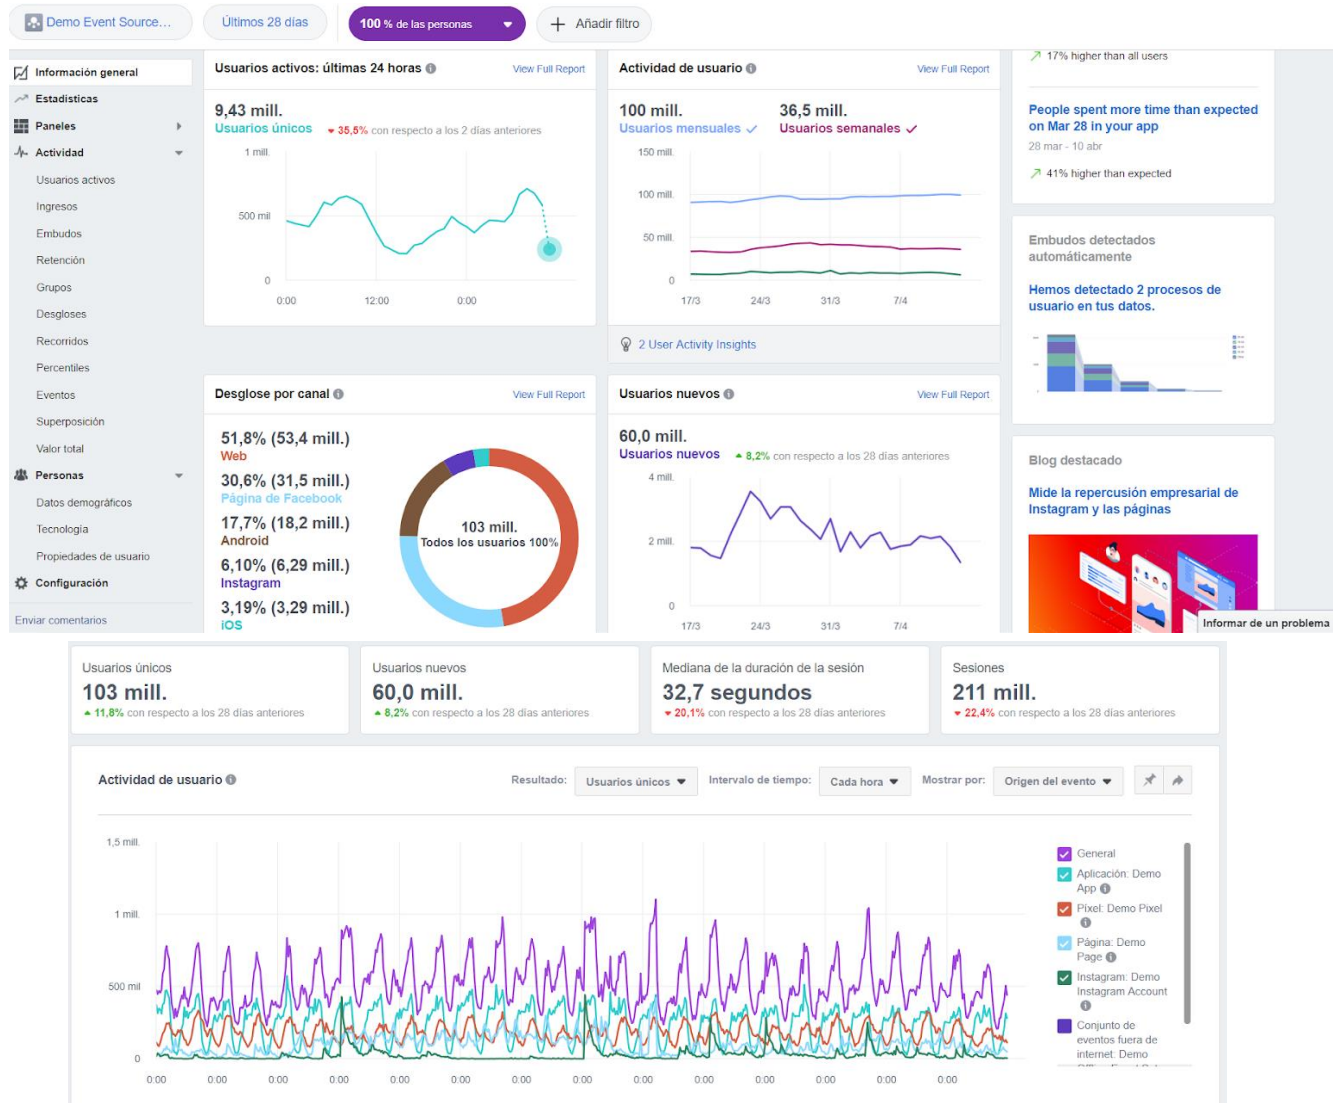 Demo Event Source...
Últimos 28 días
100 % de las personas
Añadir filtro
Información general
Estadísticas
Paneles
Actividad
Usuarios activos
Ingresos
Embudos
Retención
Grupos
Desgloses
Recorridos
Percentiles
Eventos
Superposición
Valor total
Personas
Datos demográficos
Tecnología
Propiedades de usuario
Configuración
Enviar comentarios
Usuarios activos: últimas 24 horas
View Full Report
9,43 mill.
Usuarios únicos
35,5% con respecto a los 2 días anteriores
1 mill.
500 mil
0
0:00 12:00 0:00
Actividad de usuario
View Full Report
100 mill. 36,5 mill.
Usuarios mensuales Usuarios semanales
150 mill.
100 mill.
50 mill.
0
17/3 24/3 31/3 7/4
2 User Activity Insights
Desglose por canal
View Full Report
51,8% (53,4 mill.)
Web
30,6% (31,5 mill.)
Página de Facebook
17,7% (18,2 mill.)
Android
6,10% (6,29 mill.)
Instagram
3,19% (3,29 mill.)
iOS
103 mill.
Todos los usuarios 100%
Usuarios nuevos
View Full Report
60,0 mill.
Usuarios nuevos
8,2% con respecto a los 28 días anteriores
4 mill.
2 mill.
0
17/3 24/3 31/3 7/4
17% higher than all users
People spent more time than expected
on Mar 28 in your app
28 mar - 10 abr
41% higher than expected
Embudos detectados
automáticamente
Hemos detectado 2 procesos de
usuario en tus datos.
Blog destacado
Mide la repercusión empresarial de
Instagram y las páginas
Informar de un problema
Usuarios únicos
103 mill.
11,8% con respecto a los 28 días anteriores
Usuarios nuevos
60,0 mill.
8,2% con respecto a los 28 días anteriores
Mediana de la duración de la sesión
32,7 segundos
20,1% con respecto a los 28 días anteriores
Sesiones
211 mill.
22,4% con respecto a los 28 días anteriores
Actividad de usuario
Resultado: Usuarios únicos Intervalo de tiempo: Cada hora Mostrar por: Origen del evento
1,5 mill.
1 mill.
500 mil
0
0:00 0:00 0:00 0:00 0:00 0:00 0:00 0:00 0:00 0:00 0:00 0:00 0:00 0:00
General
Aplicación: Demo
App
Píxel: Demo Pixel
Página: Demo
Page
Instagram: Demo
Instagram Account
Conjunto de
eventos fuera de
internet: Demo